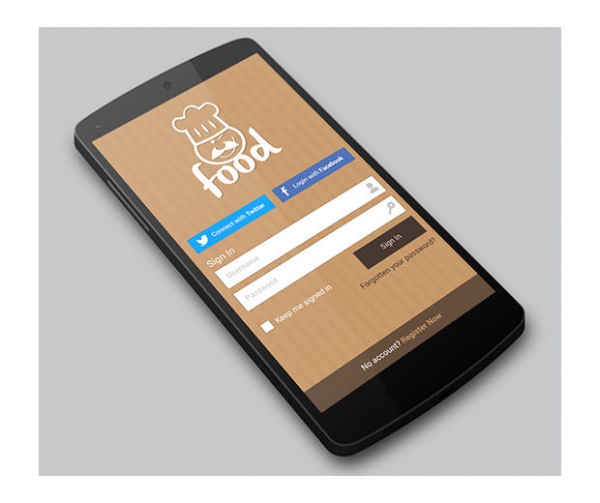 food
Connect with Twitter
Login with Facebook
Sign In
Username
Password
Keep me signed in
Sign In
Forgotten your password?
No account? Register Now